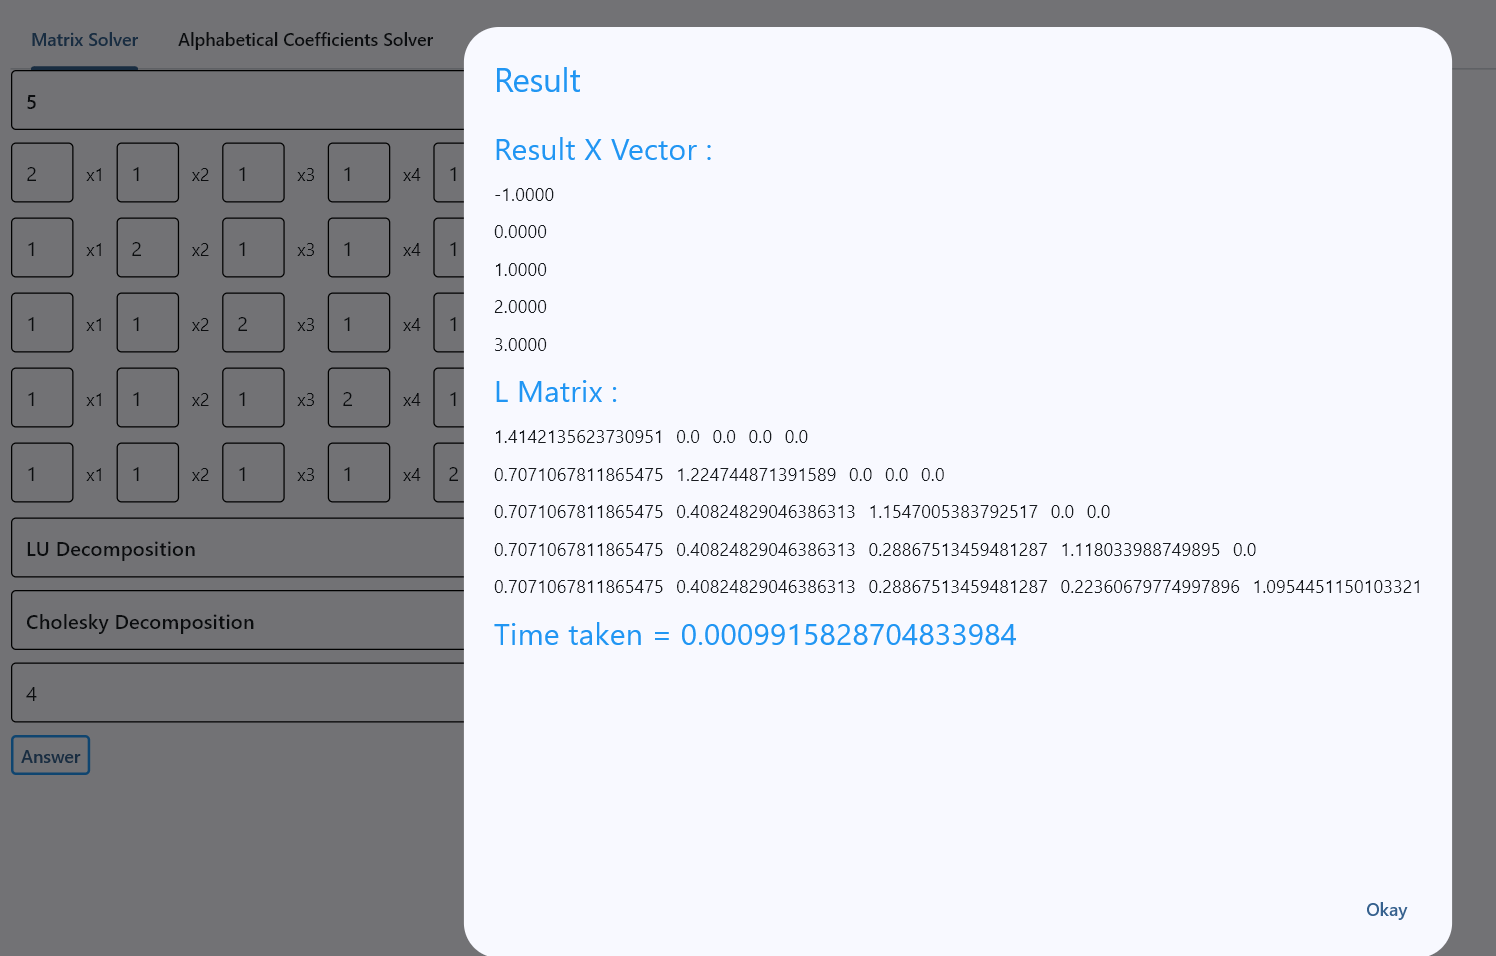 Matrix Solver Alphabetical Coefficients Solver
5
2 x1 1 x2 1 x3 1 x4 1
1 x1 2 x2 1 x3 1 x4 1
1 x1 1 x2 2 x3 1 x4 1
1 x1 1 x2 1 x3 2 x4 1
1 x1 1 x2 1 x3 1 x4 2
LU Decomposition
Cholesky Decomposition
4
Answer
Result
Result X Vector :
-1.0000
0.0000
1.0000
2.0000
3.0000
L Matrix :
1.4142135623730951 0.0 0.0 0.0 0.0
0.7071067811865475 1.224744871391589 0.0 0.0 0.0
0.7071067811865475 0.40824829046386313 1.1547005383792517 0.0 0.0
0.7071067811865475 0.40824829046386313 0.28867513459481287 1.118033988749895 0.0
0.7071067811865475 0.40824829046386313 0.28867513459481287 0.22360679774997896 1.0954451150103321
Time taken = 0.0009915828704833984
Okay